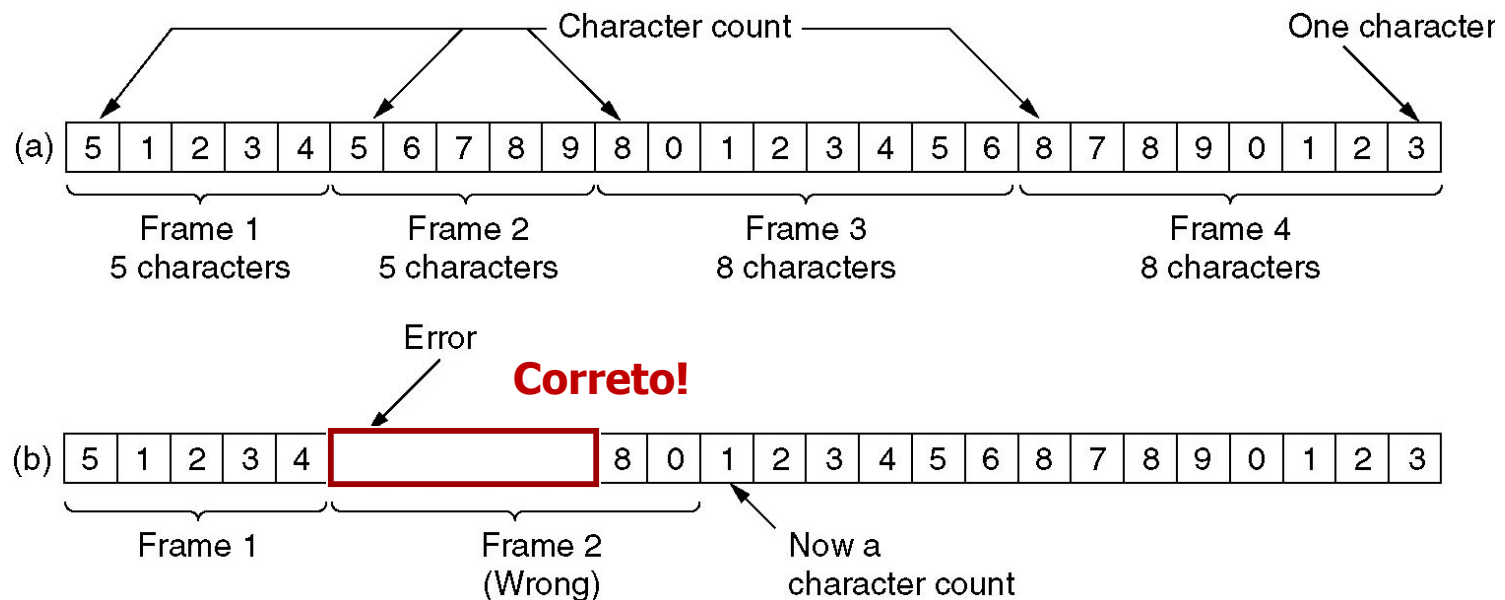 Character count
One character
(a) 5 1 2 3 4 5 6 7 8 9 8 0 1 2 3 4 5 6 8 7 8 9 0 1 2 3
Frame 1
5 characters
Frame 2
5 characters
Frame 3
8 characters
Frame 4
8 characters
Error
Correto!
(b) 5 1 2 3 4 8 0 1 2 3 4 5 6 8 7 8 9 0 1 2 3
Frame 1
Frame 2
(Wrong)
Now a
character count